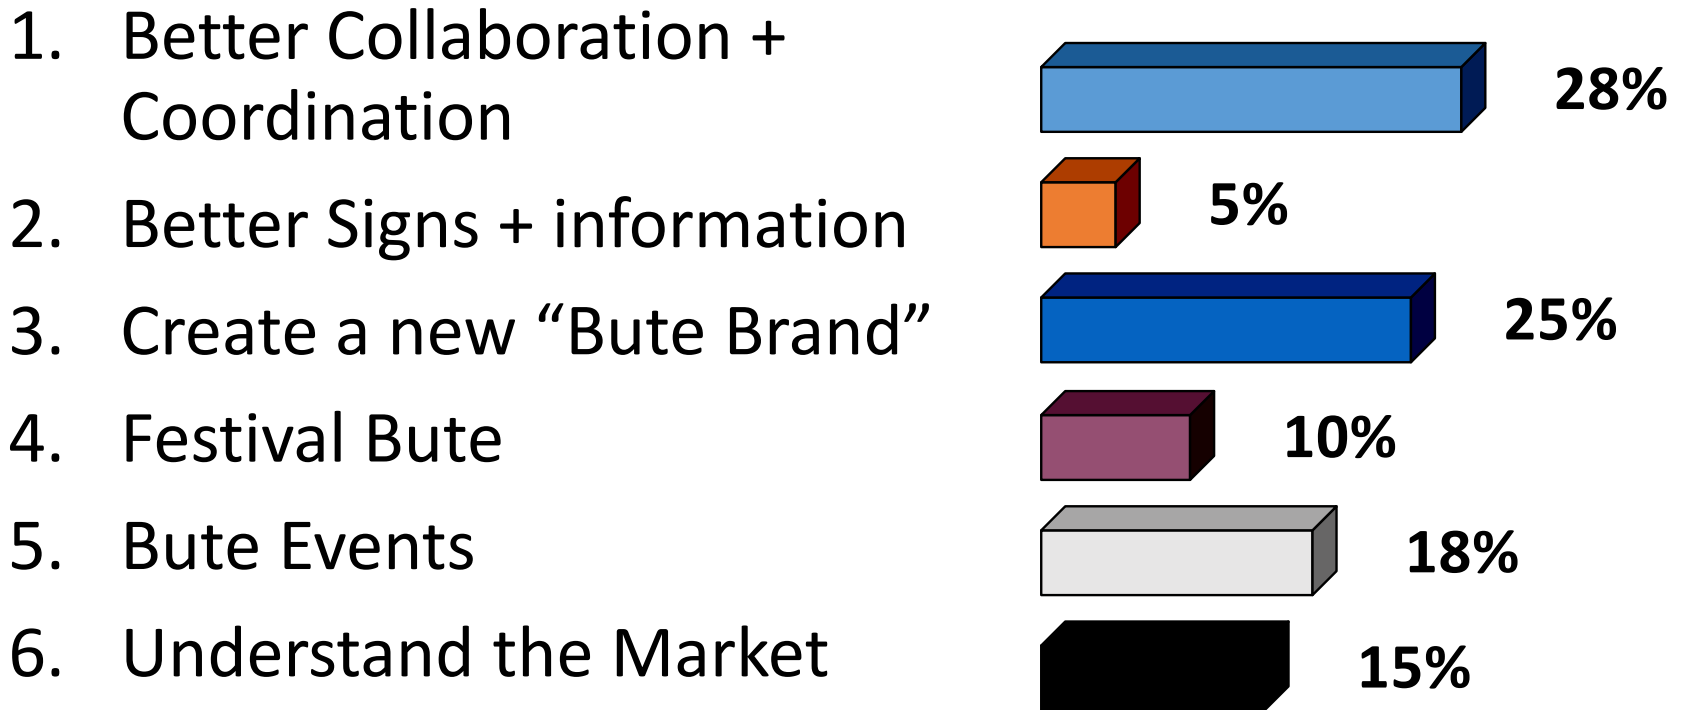 1. Better Collaboration +
Coordination
28%
2. Better Signs + information
5%
3. Create a new “Bute Brand”
25%
4. Festival Bute
10%
5. Bute Events
18%
6. Understand the Market
15%